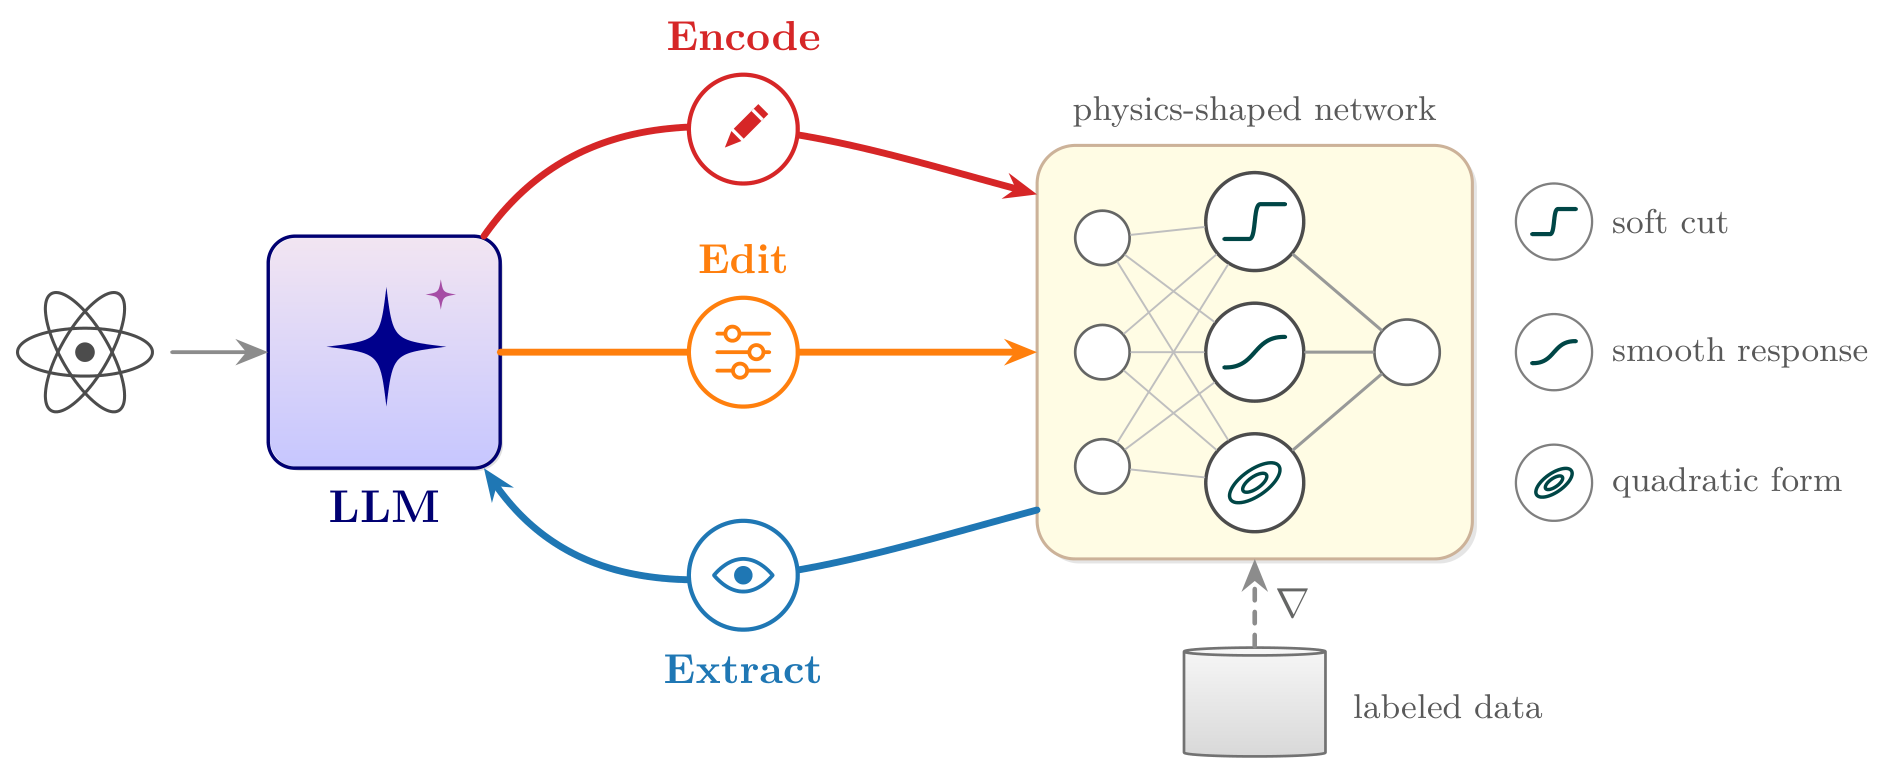 Encode
physics-shaped network
soft cut
Edit
smooth response
LLM
quadratic form
∇
Extract
labeled data